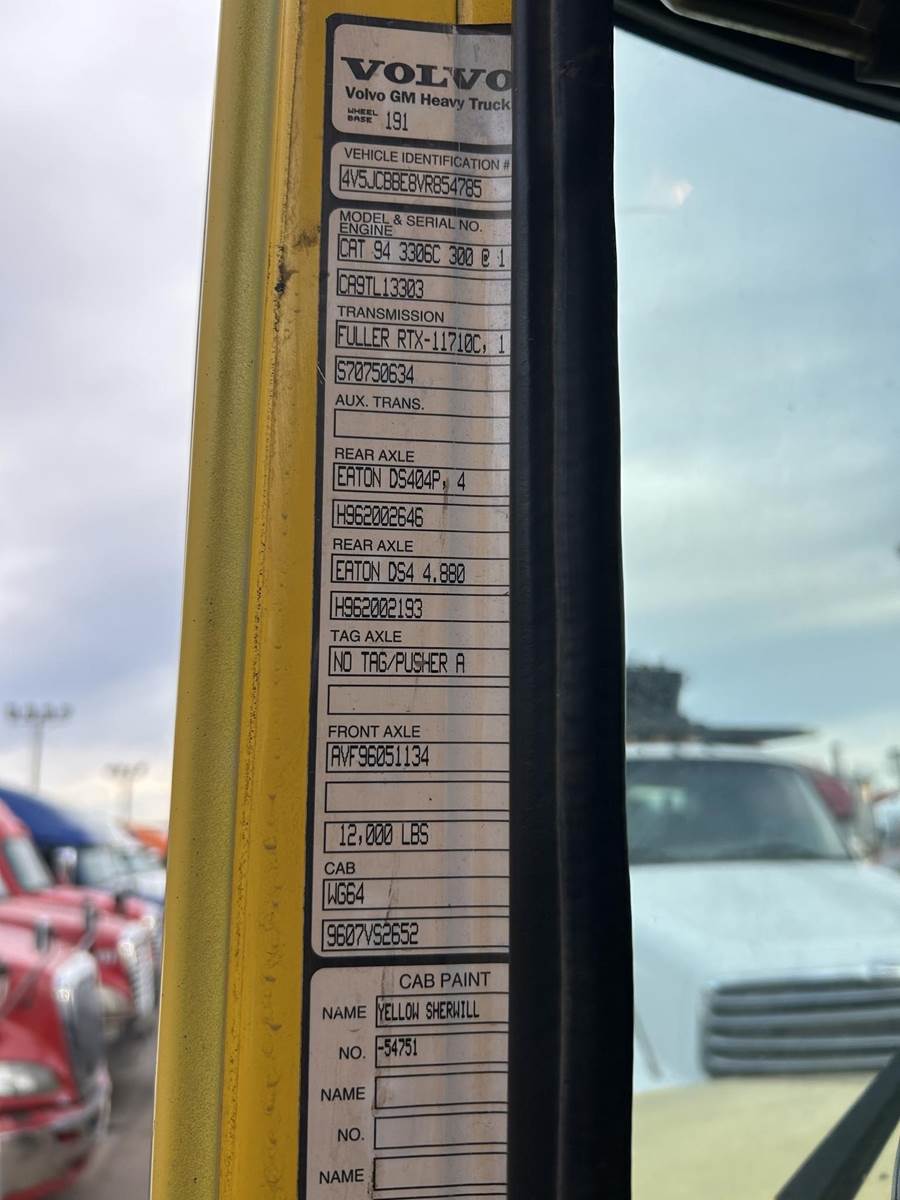 VOLVO
Volvo GM Heavy Truck
WHEEL BASE 191
VEHICLE IDENTIFICATION #
4V5JCBBE8VR854785
MODEL & SERIAL NO.
ENGINE
CAT 94 3306C 300 @ 1
CA9TL13303
TRANSMISSION
FULLER RTX-11710C, 1
S70750634
AUX. TRANS.
REAR AXLE
EATON DS404P, 4
H962002646
REAR AXLE
EATON DS4 4.880
H962002193
TAG AXLE
NO TAG/PUSHER A
FRONT AXLE
AVF96051134
12,000 LBS
CAB
WG64
9607VS2652
CAB PAINT
NAME YELLOW SHERWILL
NO. -54751
NAME
NO.
NAME